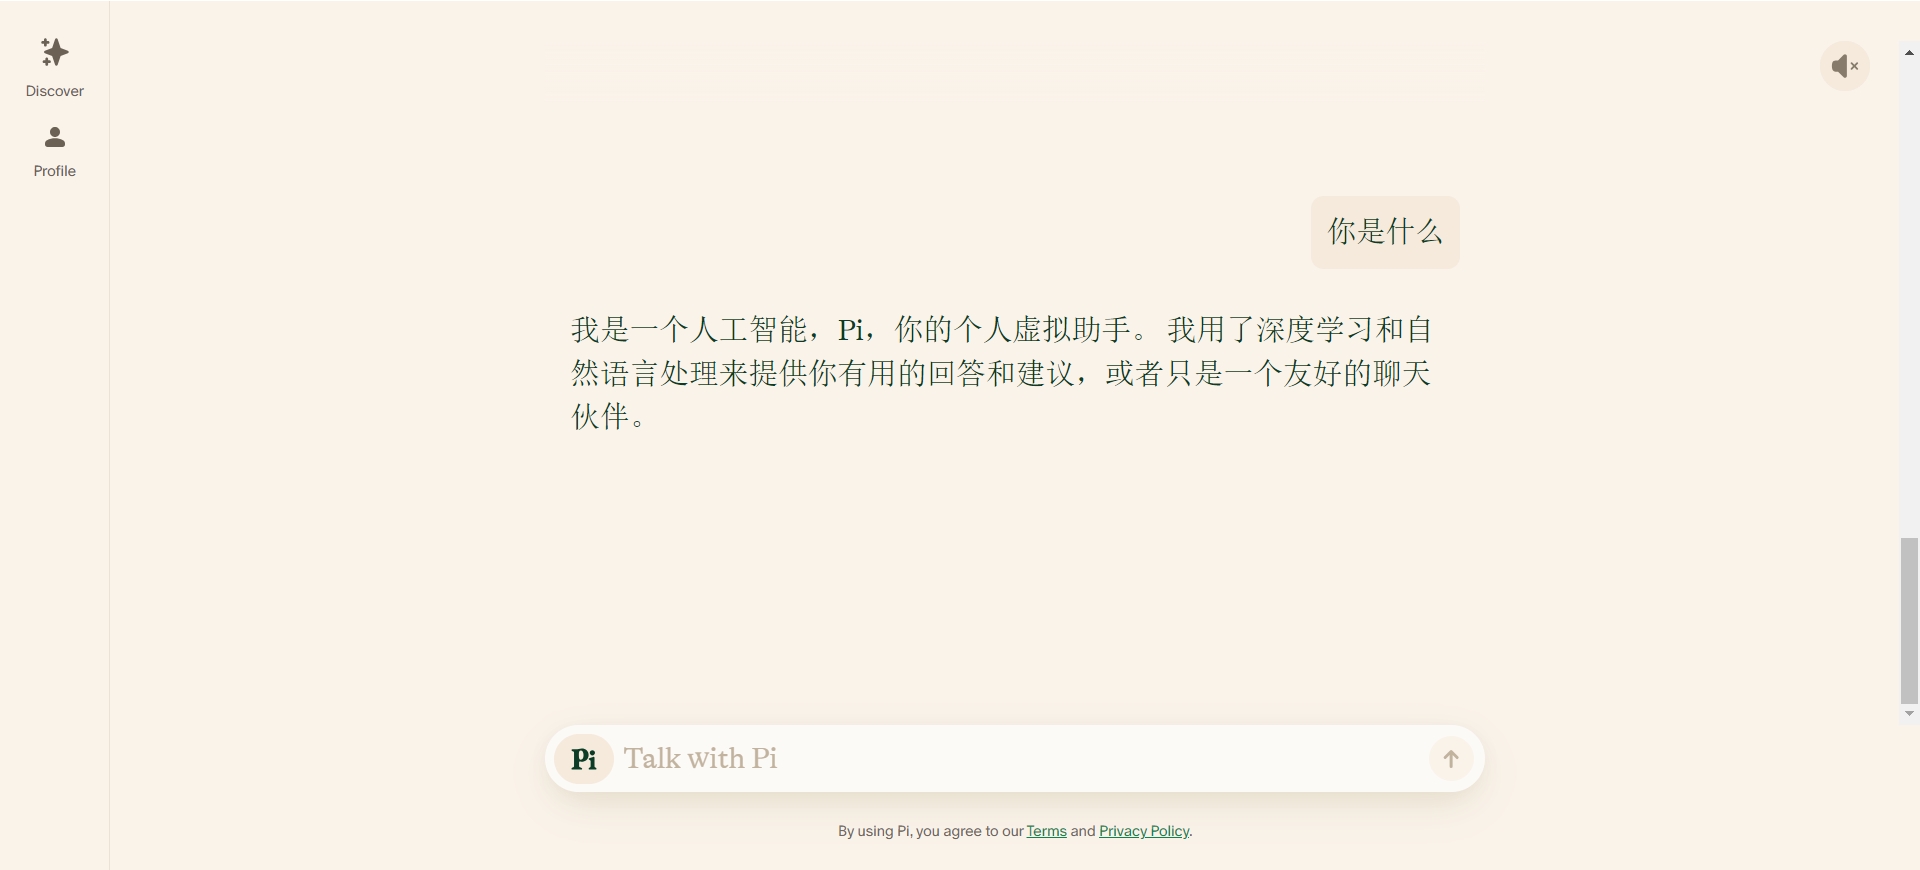 Discover
Profile
你是什么
我是一个人工智能，Pi，你的个人虚拟助手。 我用了深度学习和自
然语言处理来提供你有用的回答和建议，或者只是一个友好的聊天
伙伴。
Pi Talk with Pi
By using Pi, you agree to our Terms and Privacy Policy.